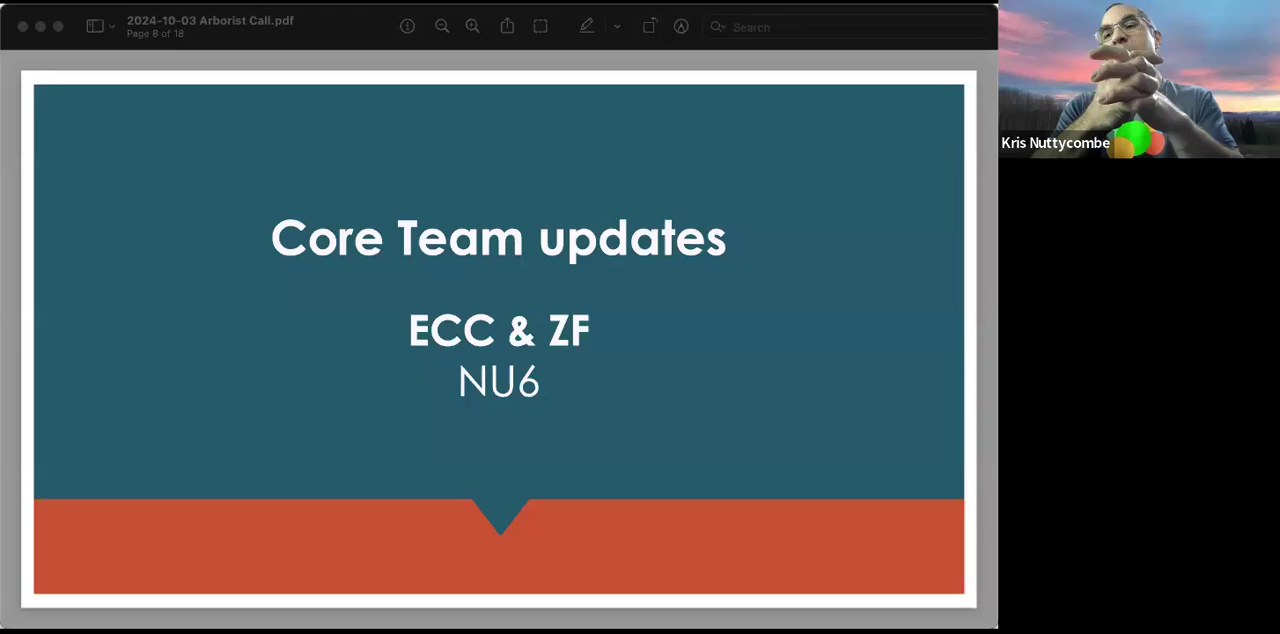 2024-10-03 Arborist Call.pdf
Page 8 of 18
Search
Core Team updates
ECC & ZF
NU6
Kris Nuttycombe